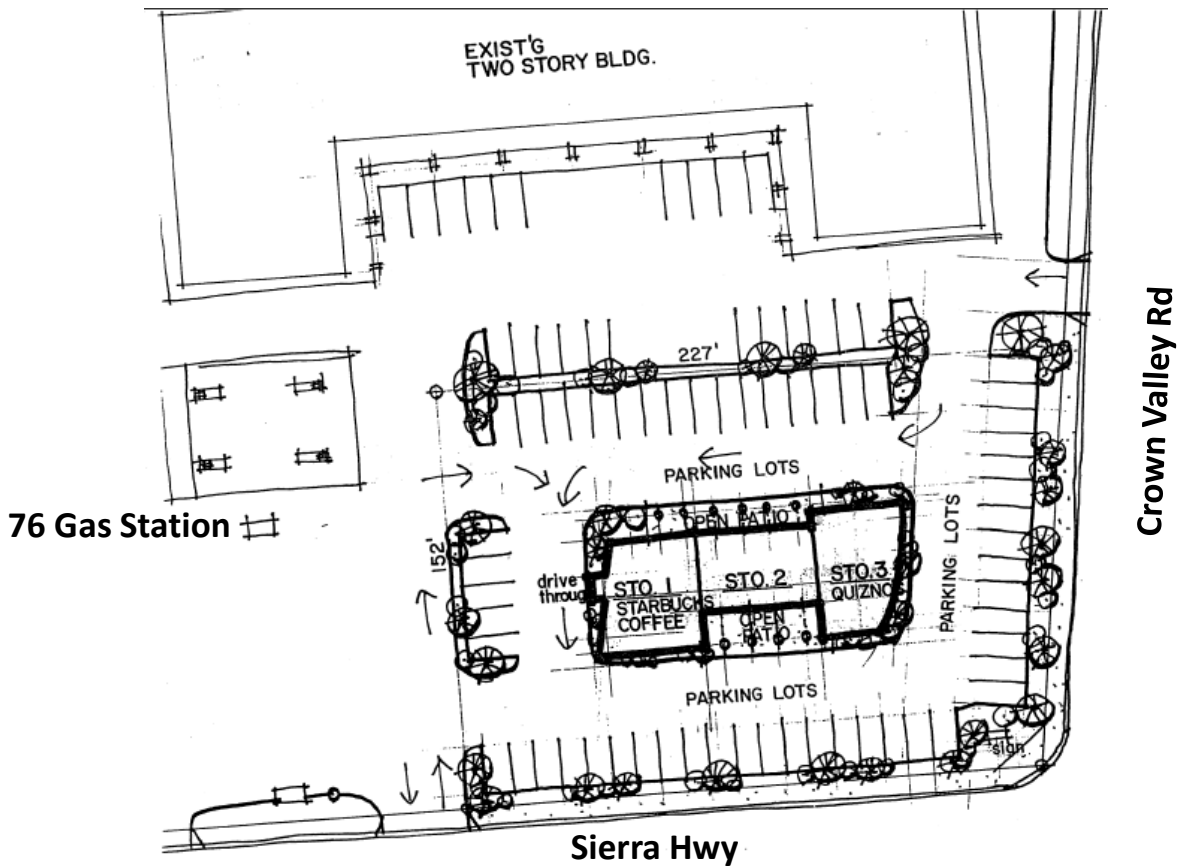 EXIST'G
TWO STORY BLDG.
227'
PARKING LOTS
Crown Valley Rd
76 Gas Station
152'
OPEN PATIO
PARKING LOTS
drive
throug
STO. 1
STARBUCKS
COFFEE
STO. 2
STO. 3
QUIZNO
OPEN
PATIO
PARKING LOTS
sign
Sierra Hwy